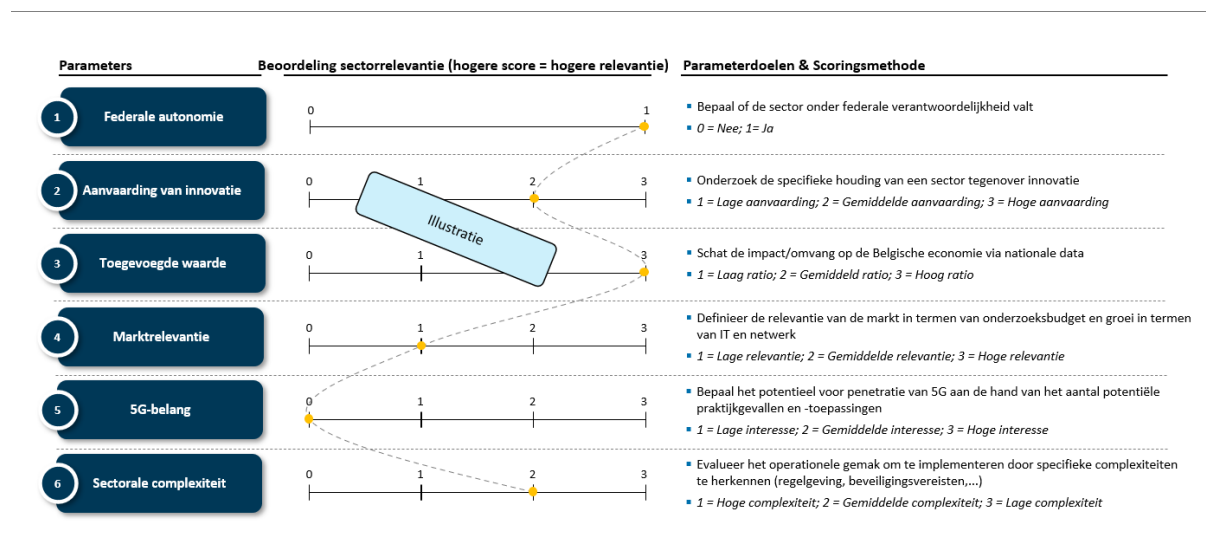 Parameters
Beoordeling sectorrelevantie (hogere score = hogere relevantie)
Parameterdoelen & Scoringsmethode
1
Federale autonomie
0 1
Bepaal of de sector onder federale verantwoordelijkheid valt
0 = Nee; 1= Ja
2
Aanvaarding van innovatie
0 1 2 3
Onderzoek de specifieke houding van een sector tegenover innovatie
1 = Lage aanvaarding; 2 = Gemiddelde aanvaarding; 3 = Hoge aanvaarding
Illustratie
3
Toegevoegde waarde
0 3
Schat de impact/omvang op de Belgische economie via nationale data
1 = Laag ratio; 2 = Gemiddeld ratio; 3 = Hoog ratio
4
Marktrelevantie
0 1 2 3
Definieer de relevantie van de markt in termen van onderzoeksbudget en groei in termen
van IT en netwerk
1 = Lage relevantie; 2 = Gemiddelde relevantie; 3 = Hoge relevantie
5
5G-belang
0 1 2 3
Bepaal het potentieel voor penetratie van 5G aan de hand van het aantal potentiële
praktijkgevallen en -toepassingen
1 = Lage interesse; 2 = Gemiddelde interesse; 3 = Hoge interesse
6
Sectorale complexiteit
0 1 2 3
Evalueer het operationele gemak om te implementeren door specifieke complexiteiten
te herkennen (regelgeving, beveiligingsvereisten,...)
1 = Hoge complexiteit; 2 = Gemiddelde complexiteit; 3 = Lage complexiteit